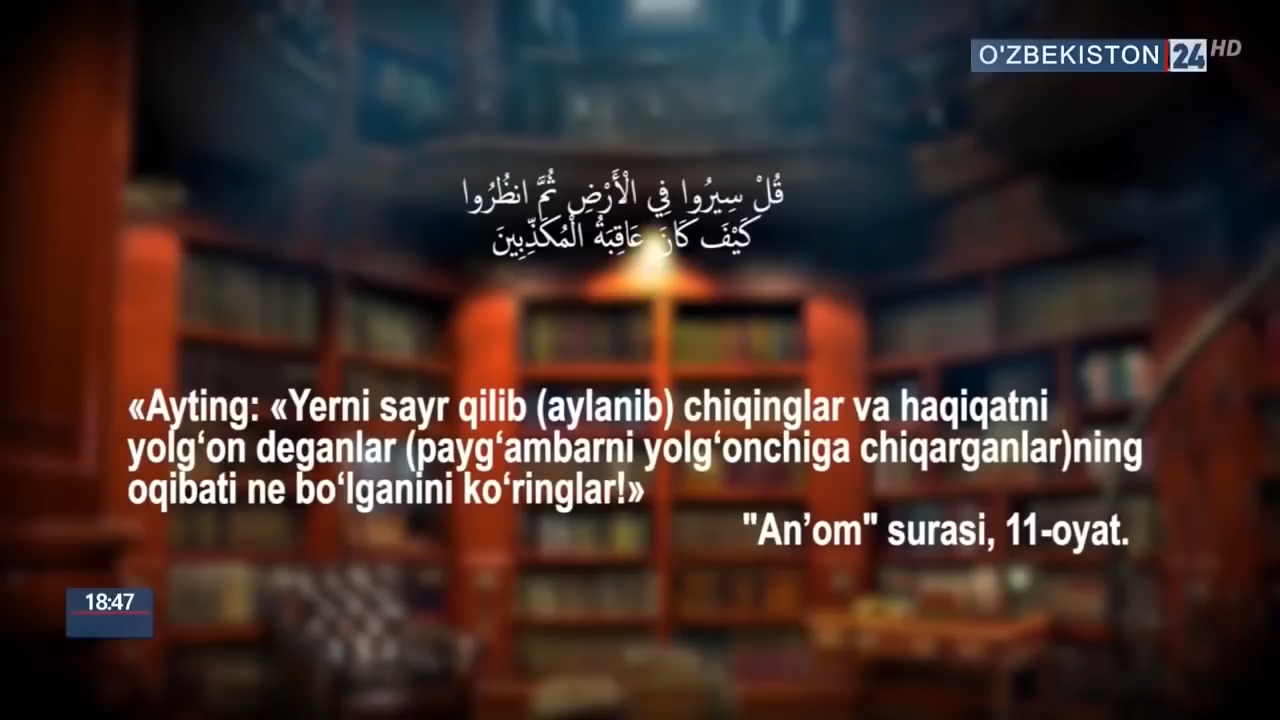 O'ZBEKISTON 24 HD
قُلْ سِيرُوا فِي الْأَرْضِ ثُمَّ انظُرُوا
كَيْفَ كَانَ عَاقِبَةُ الْمُكَذِّبِينَ
«Ayting: «Yerni sayr qilib (aylanib) chiqinglar va haqiqatni
yolg‘on deganlar (payg‘ambarni yolg‘onchiga chiqarganlar)ning
oqibati ne bo‘lganini ko‘ringlar!»
"An’om" surasi, 11-oyat.
18:47